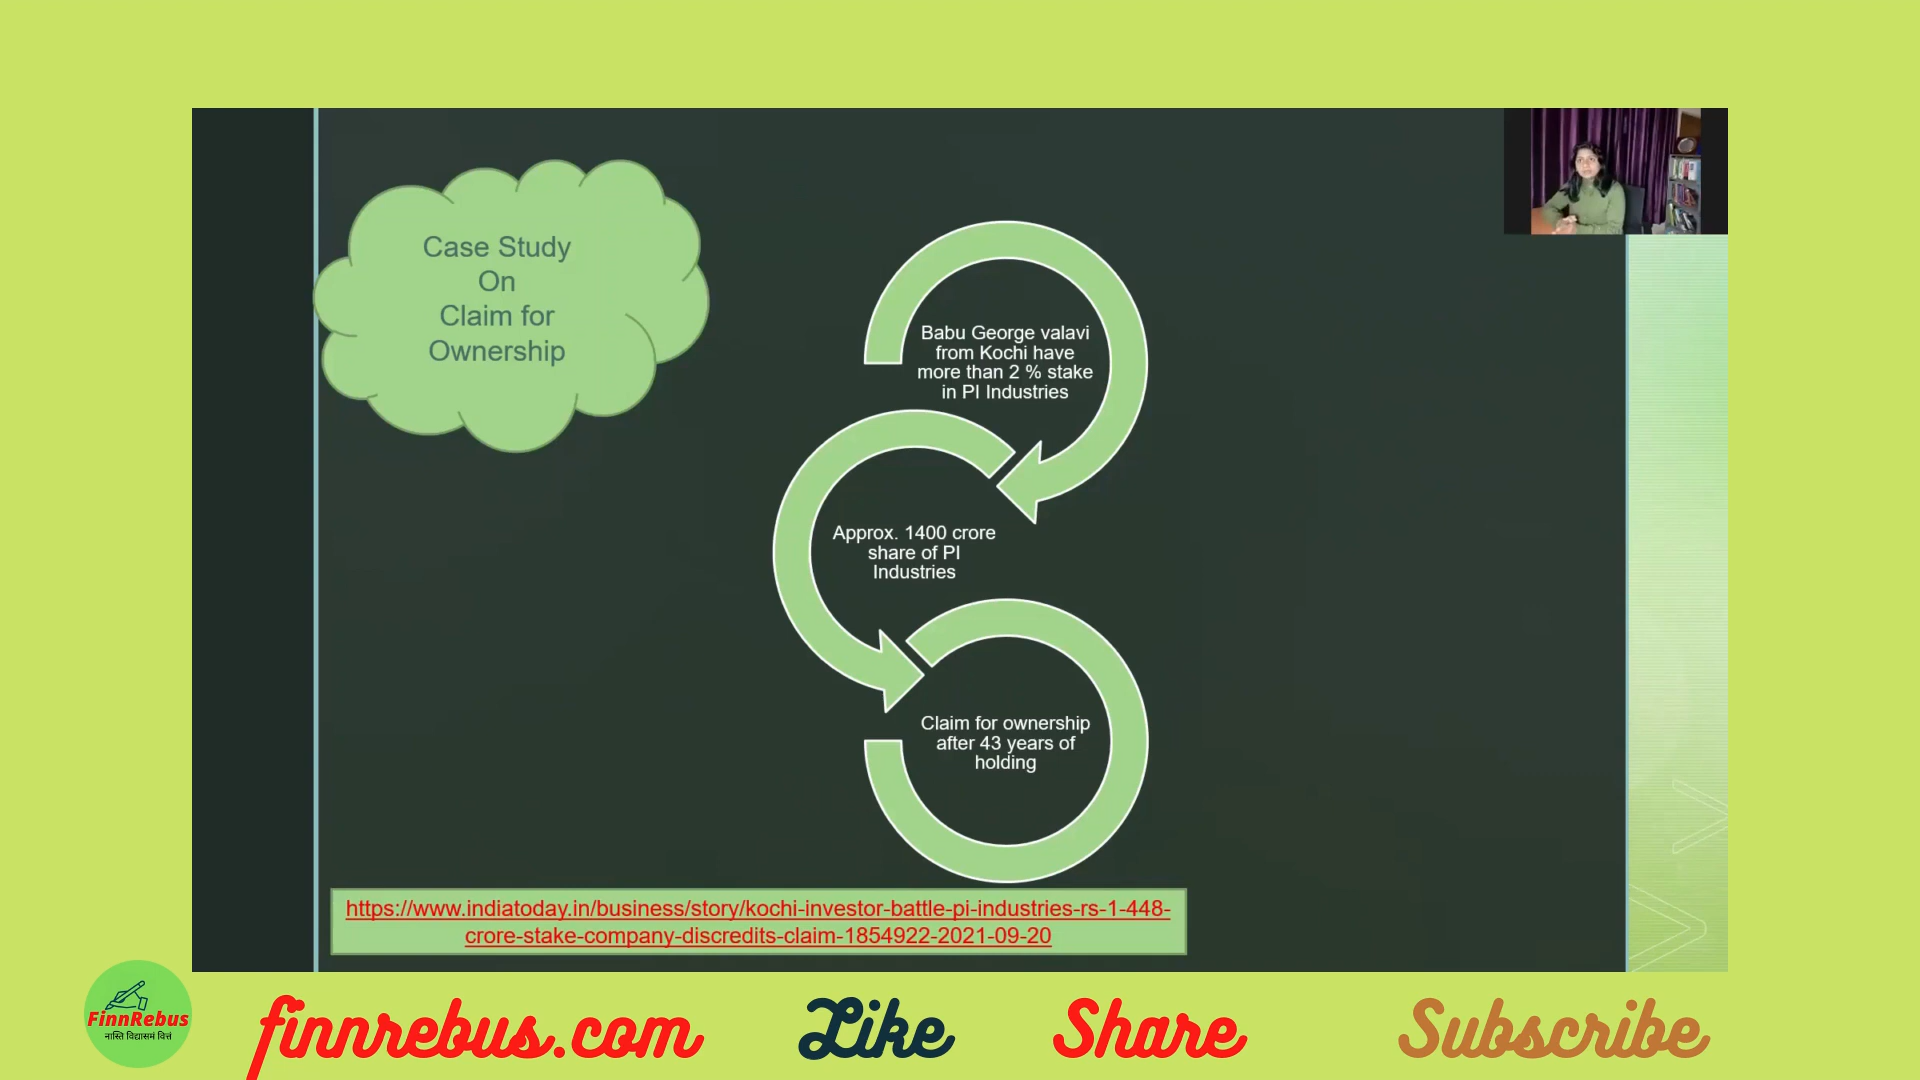 Case Study
On
Claim for
Ownership
Babu George valavi
from Kochi have
more than 2 % stake
in PI Industries
Approx. 1400 crore
share of PI
Industries
Claim for ownership
after 43 years of
holding
https://www.indiatoday.in/business/story/kochi-investor-battle-pi-industries-rs-1-448-
crore-stake-company-discredits-claim-1854922-2021-09-20
FinnRebus
नास्ति विद्यासमं वित्तं
finnrebus.com
Like
Share
Subscribe